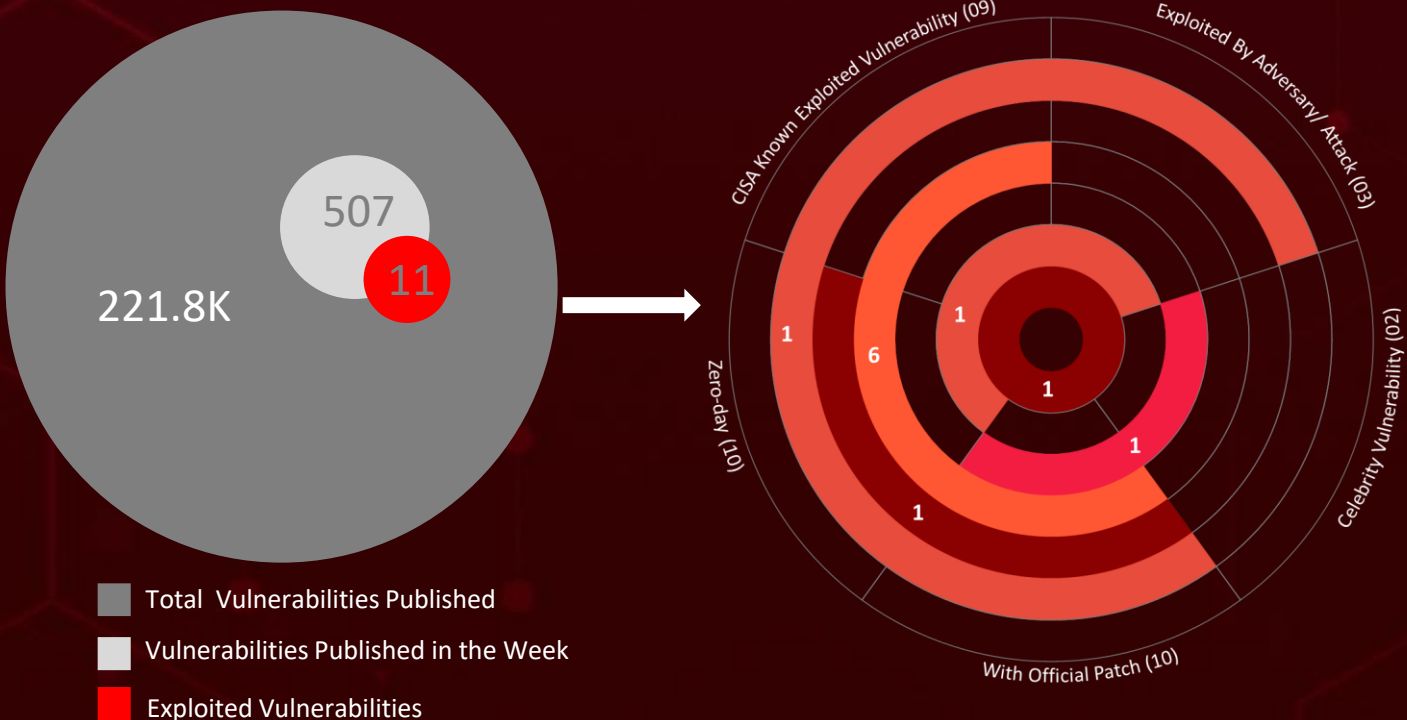 507
11
221.8K
Total  Vulnerabilities Published
Vulnerabilities Published in the Week
Exploited Vulnerabilities
CISA Known Exploited Vulnerability (09)
Exploited By Adversary/ Attack (03)
Celebrity Vulnerability (02)
With Official Patch (10)
Zero-day (10)
1
6
1
1
1
1